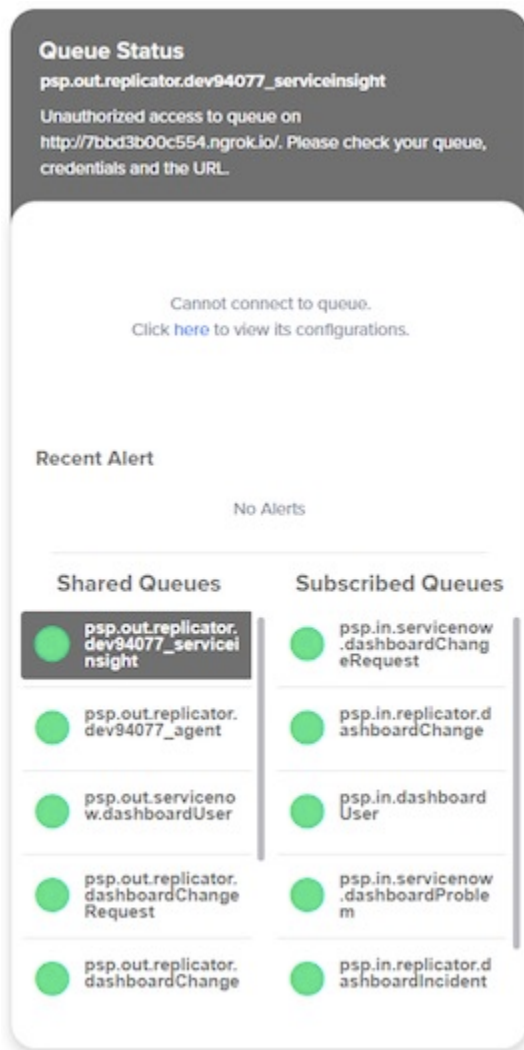 Queue Status
psp.out.replicator.dev94077_serviceinsight
Unauthorized access to queue on
http://7bbd3b00c554.ngrok.io/. Please check your queue,
credentials and the URL.
Cannot connect to queue.
Click here to view its configurations.
Recent Alert
No Alerts
Shared Queues
psp.out.replicator.
dev94077_servicei
nsight
psp.out.replicator.
dev94077_agent
psp.out.serviceno
w.dashboardUser
psp.out.replicator.
dashboardChange
Request
psp.out.replicator.
dashboardChange
Subscribed Queues
psp.in.servicenow
.dashboardChang
eRequest
psp.in.replicator.d
ashboardChange
psp.in.dashboard
User
psp.in.servicenow
.dashboardProble
m
psp.in.replicator.d
ashboardIncident